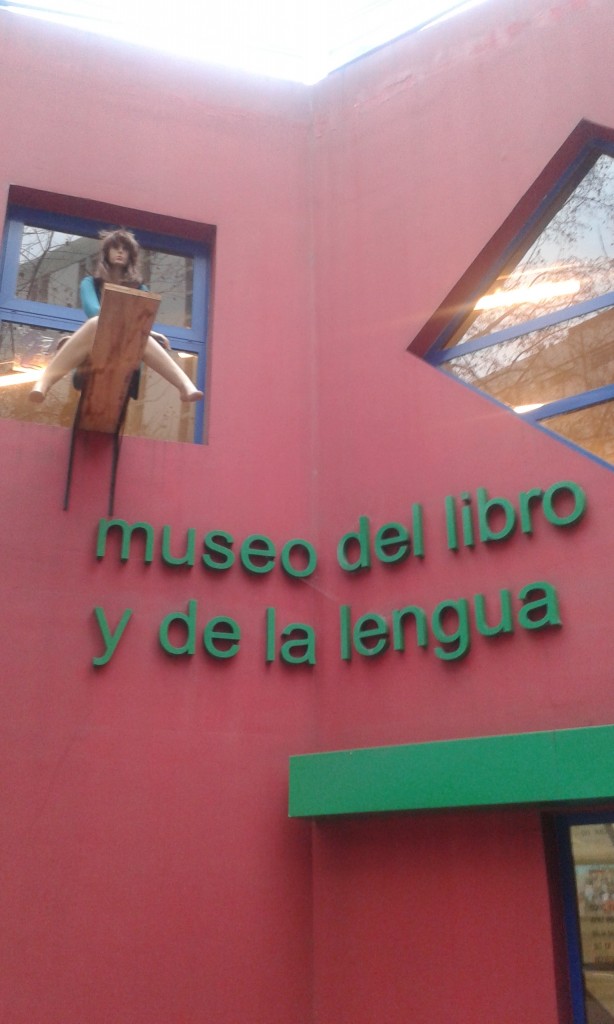 museo del libro
y de la lengua